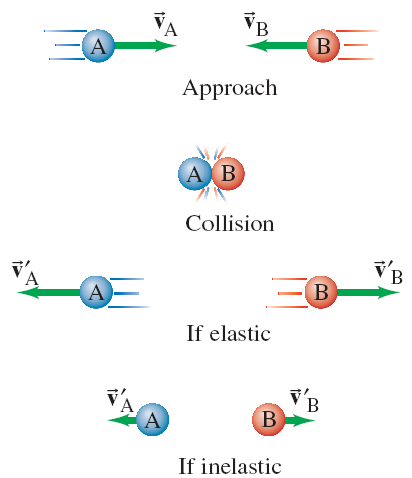 v⃗A v⃗B
A B
Approach
A B
Collision
v⃗′A v⃗′B
A B
If elastic
v⃗′A v⃗′B
A B
If inelastic